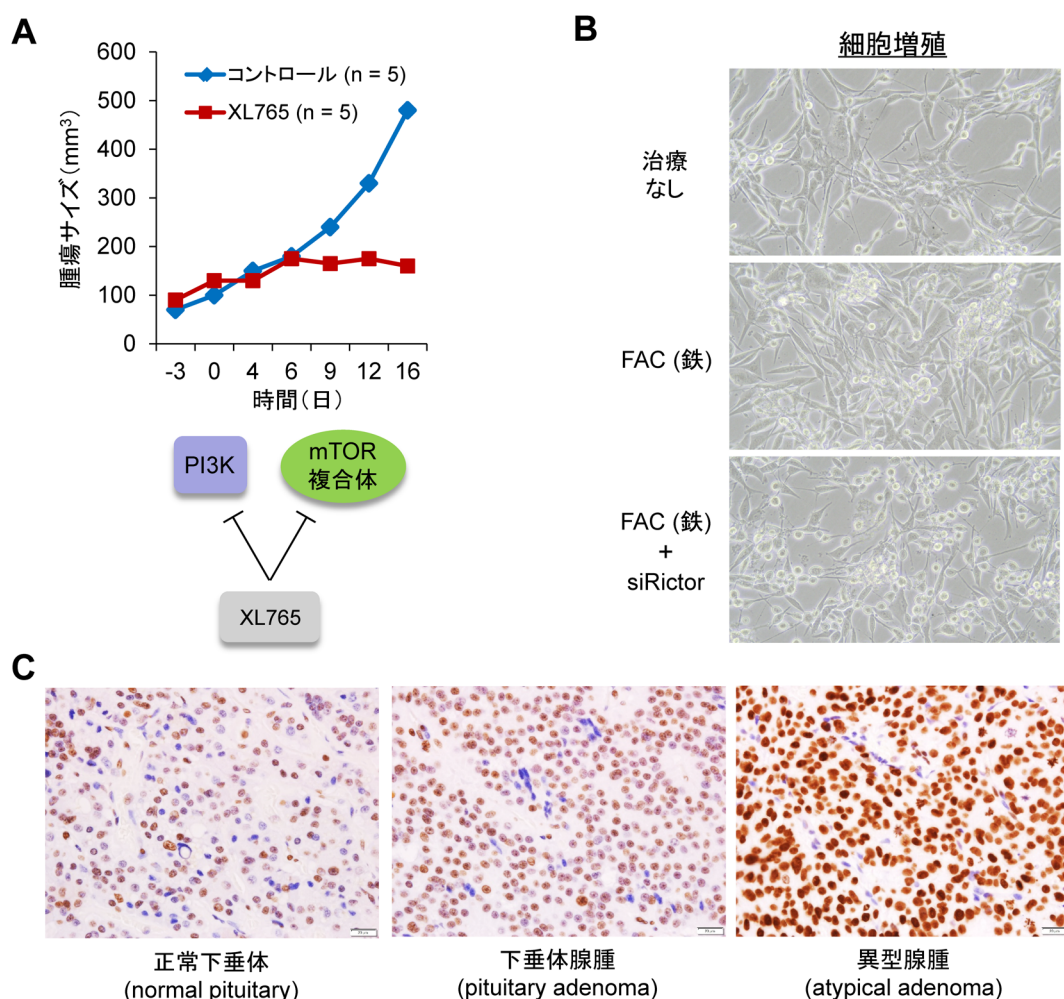 A
600
500
400
300
200
100
0
腫瘍サイズ(mm³)
コントロール (n = 5)
XL765 (n = 5)
-3 0 4 6 9 12 16
時間(日)
PI3K
mTOR
複合体
XL765
B
細胞増殖
治療
なし
FAC (鉄)
FAC (鉄)
+
siRictor
C
正常下垂体
(normal pituitary)
下垂体腺腫
(pituitary adenoma)
異型腺腫
(atypical adenoma)